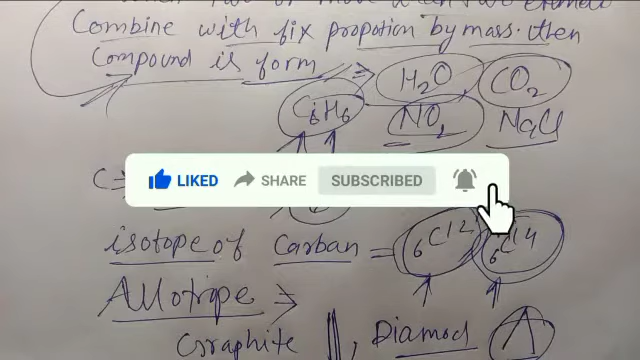 Combine with fix propotion by mass. then
Compound is form ⇒ H₂O, CO₂
C₆H₆ NO₂ NaCl
C⇒
LIKED SHARE SUBSCRIBED
isotope of Carban = ₆C12 ₆C14
Allotrope ⇒
Graphite , Diamod